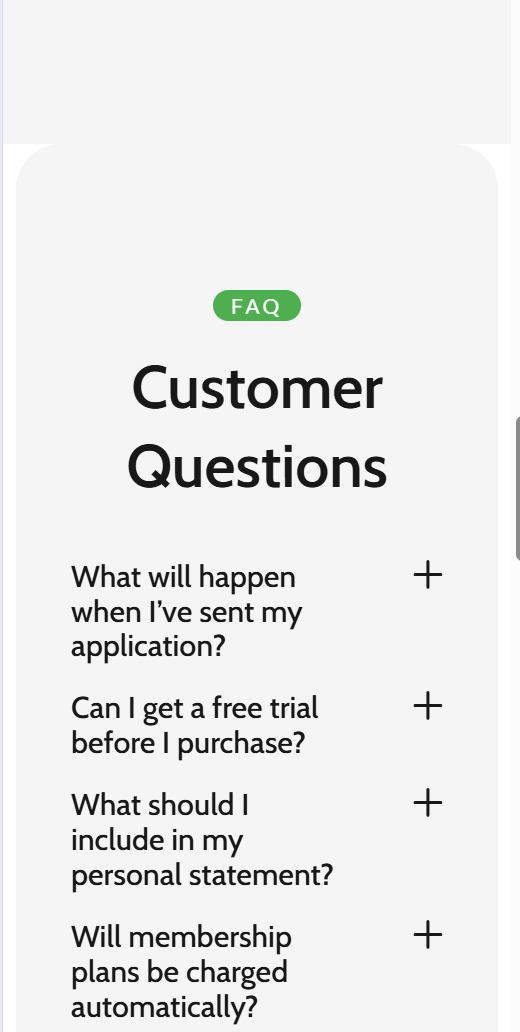 FAQ
Customer
Questions
What will happen
when I’ve sent my
application?
Can I get a free trial
before I purchase?
What should I
include in my
personal statement?
Will membership
plans be charged
automatically?